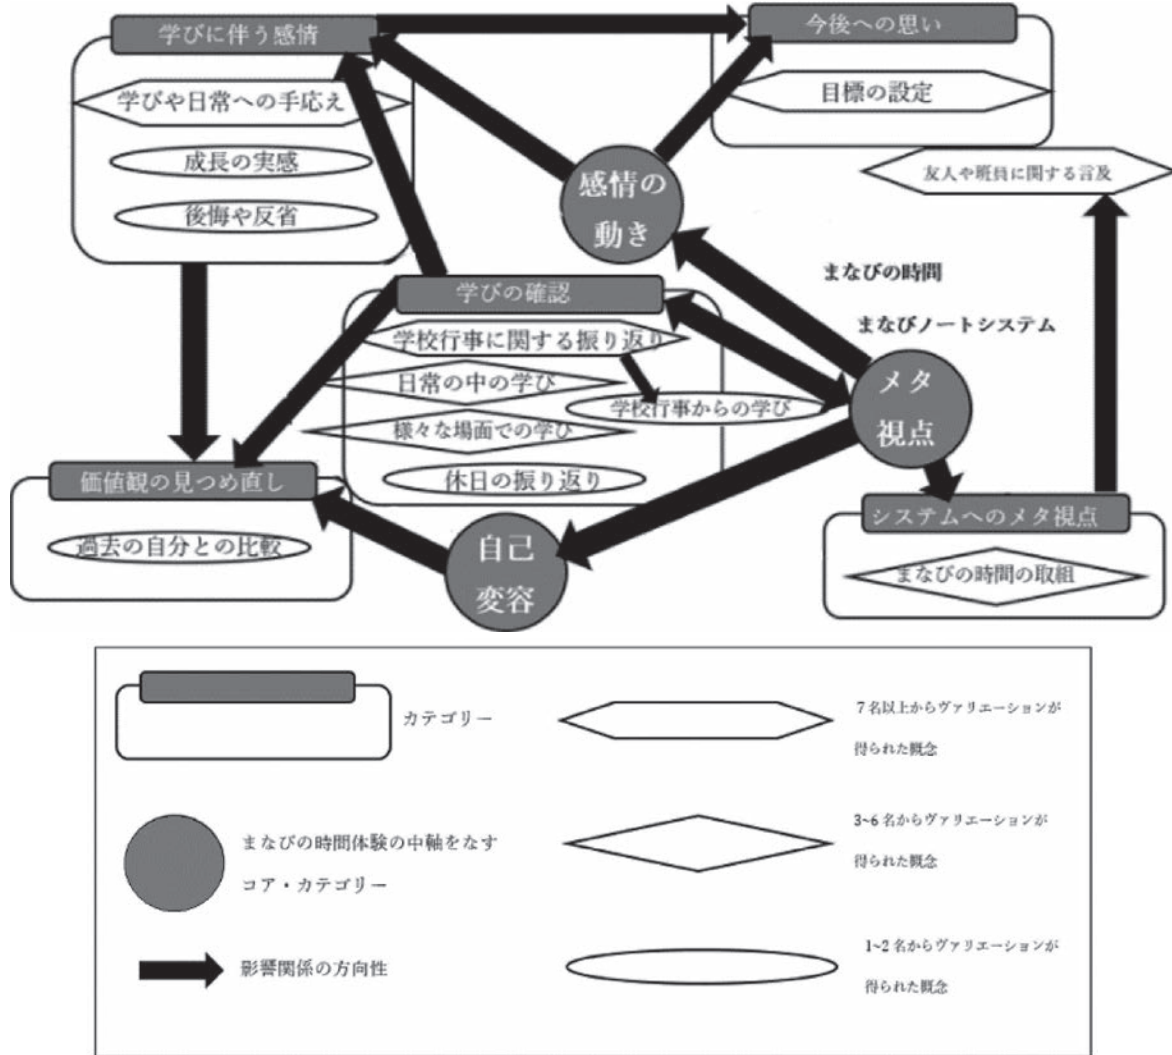 学びに伴う感情
学びや日常への手応え
成長の実感
後悔や反省
今後への思い
目標の設定
友人や班員に関する言及
感情の
動き
まなびの時間
まなびノートシステム
学びの確認
学校行事に関する振り返り
日常の中の学び
学校行事からの学び
様々な場面での学び
休日の振り返り
メタ
視点
価値観の見つめ直し
過去の自分との比較
自己
変容
システムへのメタ視点
まなびの時間の取組
カテゴリー
7名以上からヴァリエーションが
得られた概念
まなびの時間体験の中軸をなす
コア・カテゴリー
3~6名からヴァリエーションが
得られた概念
影響関係の方向性
1~2名からヴァリエーションが
得られた概念